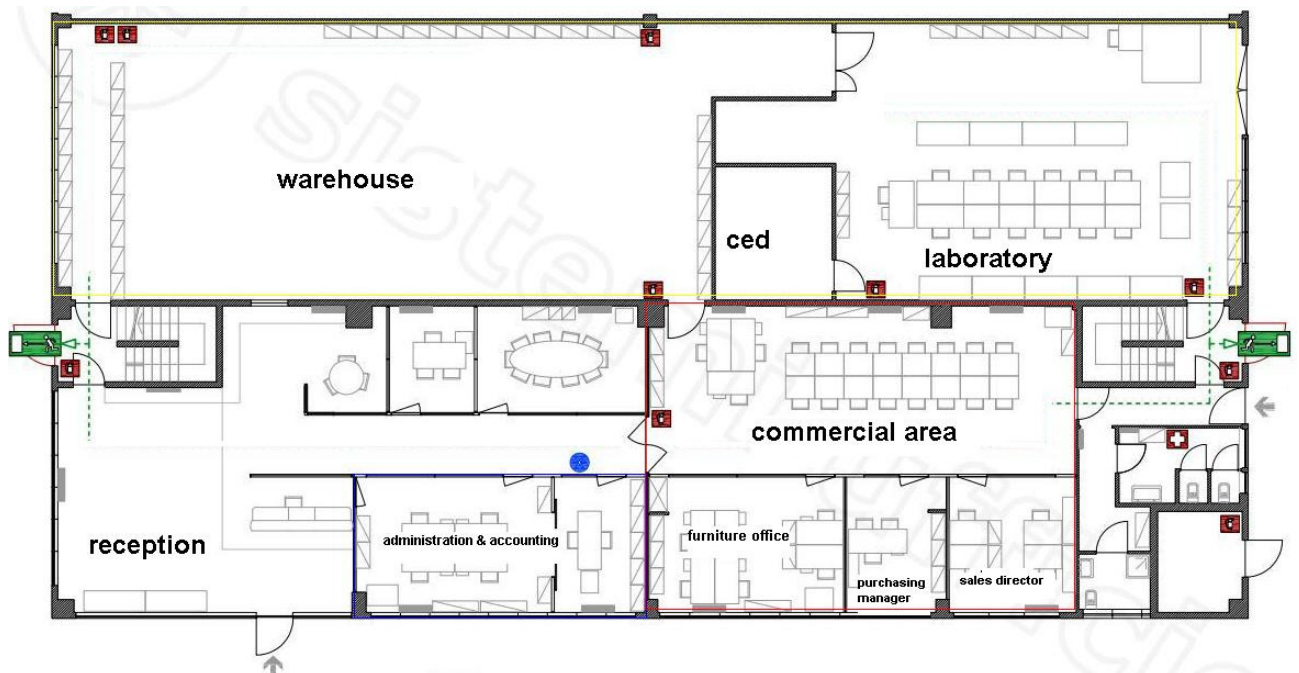 warehouse
ced
laboratory
commercial area
reception
administration & accounting
furniture office
purchasing
manager
sales director